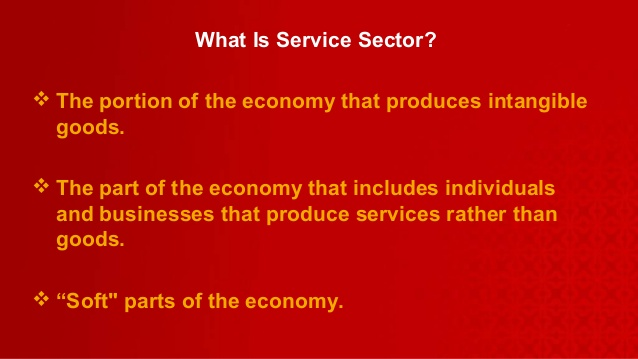 What Is Service Sector?
❖ The portion of the economy that produces intangible
goods.
❖ The part of the economy that includes individuals
and businesses that produce services rather than
goods.
❖ “Soft" parts of the economy.